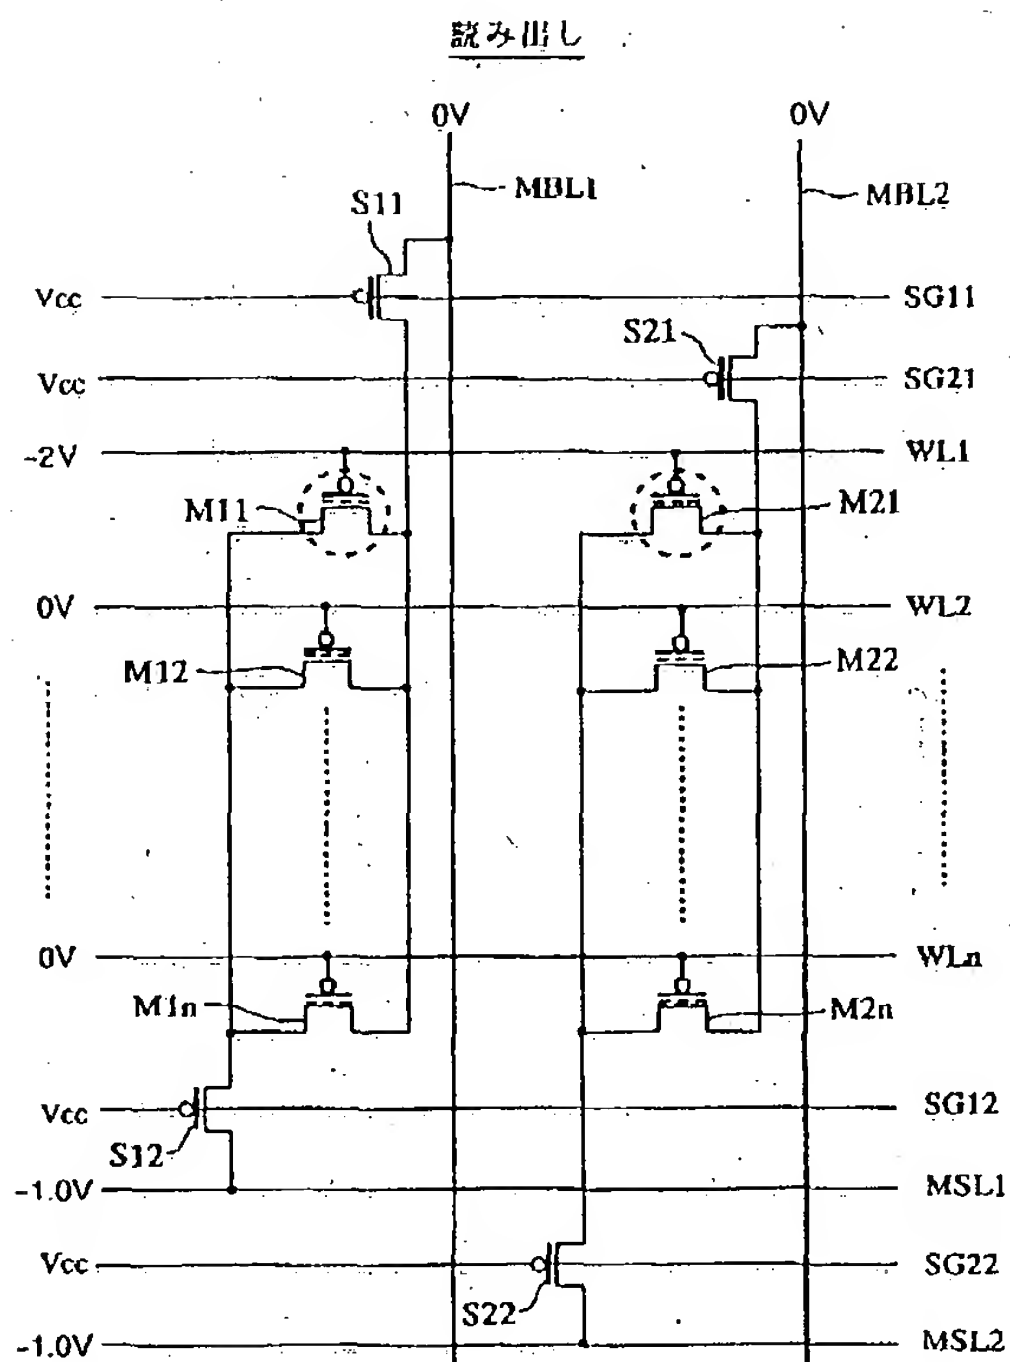 読み出し
0V 0V
MBL1
MBL2
S11
Vcc SG11
S21
Vcc SG21
-2V WL1
M11 M21
0V WL2
M12 M22
0V WLn
M1n M2n
Vcc SG12
S12
-1.0V MSL1
Vcc SG22
S22
-1.0V MSL2